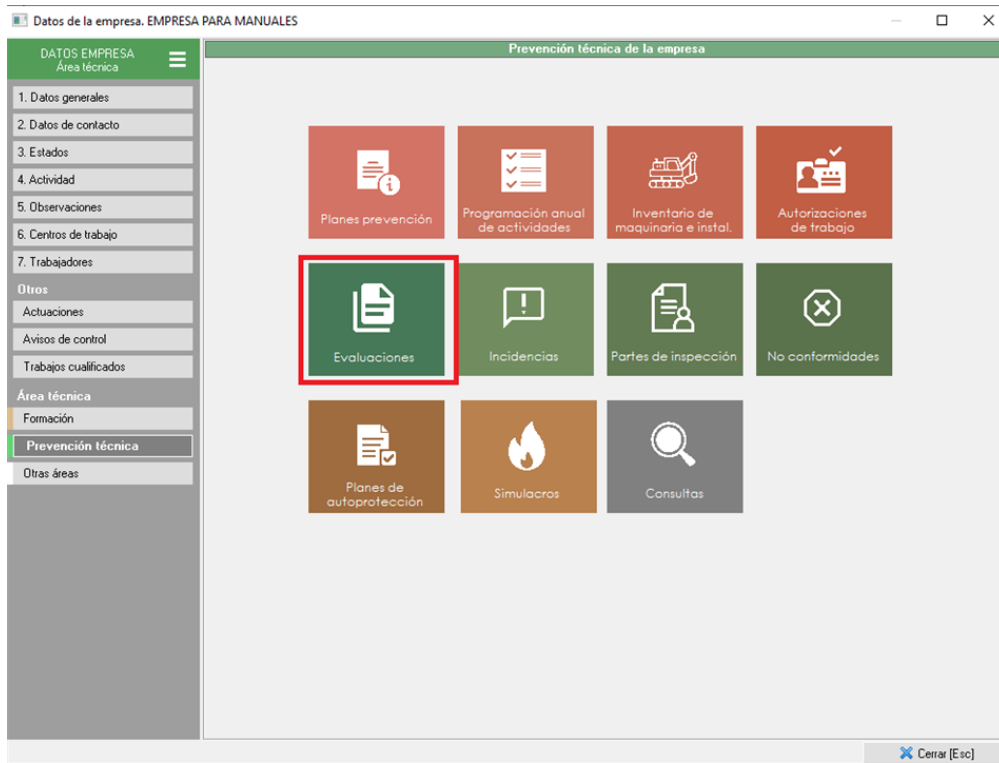 Datos de la empresa. EMPRESA PARA MANUALES
DATOS EMPRESA
Área técnica
1. Datos generales
2. Datos de contacto
3. Estados
4. Actividad
5. Observaciones
6. Centros de trabajo
7. Trabajadores
Otros
Actuaciones
Avisos de control
Trabajos cualificados
Área técnica
Formación
Prevención técnica
Otras áreas
Prevención técnica de la empresa
Planes prevención
Programación anual
de actividades
Inventario de
maquinaria e instal.
Autorizaciones
de trabajo
Evaluaciones
Incidencias
Partes de inspección
No conformidades
Planes de
autoprotección
Simulacros
Consultas
Cerrar [Esc]